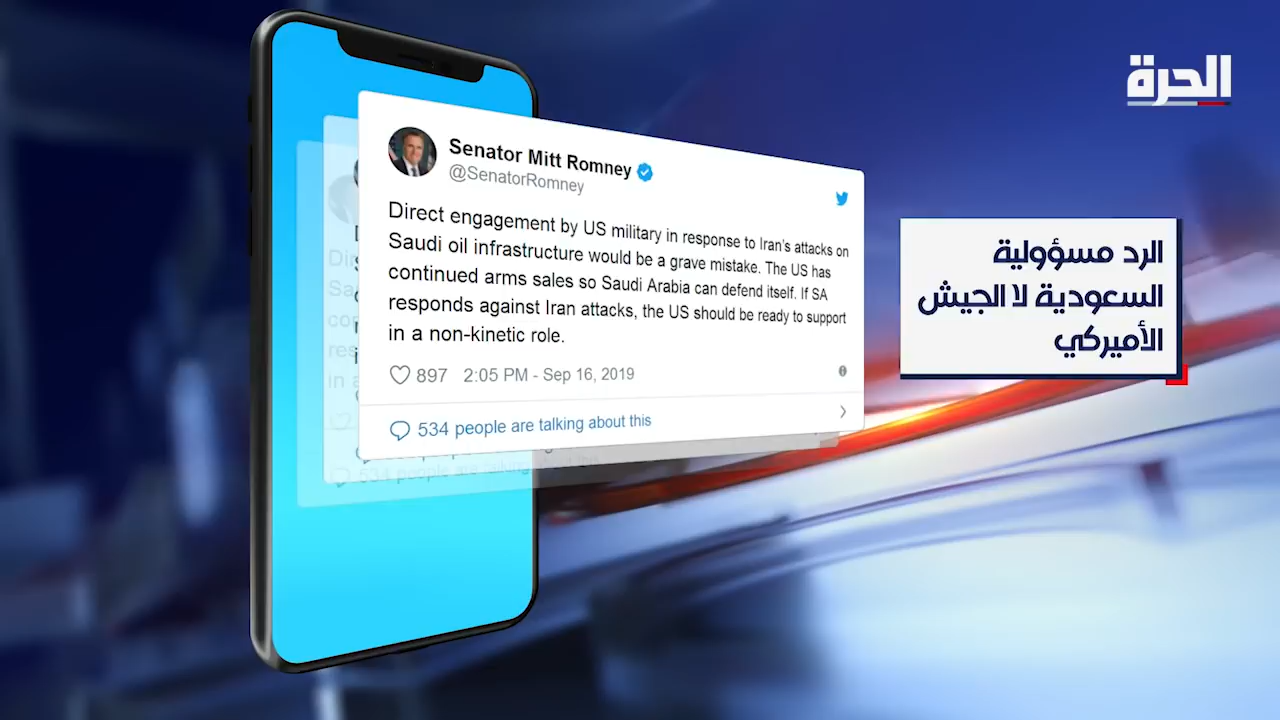 الحرة
Senator Mitt Romney
@SenatorRomney
Direct engagement by US military in response to Iran's attacks on
Saudi oil infrastructure would be a grave mistake. The US has
continued arms sales so Saudi Arabia can defend itself. If SA
responds against Iran attacks, the US should be ready to support
in a non-kinetic role.
897 2:05 PM - Sep 16, 2019
534 people are talking about this
الرد مسؤولية
السعودية لا الجيش
الأميركي